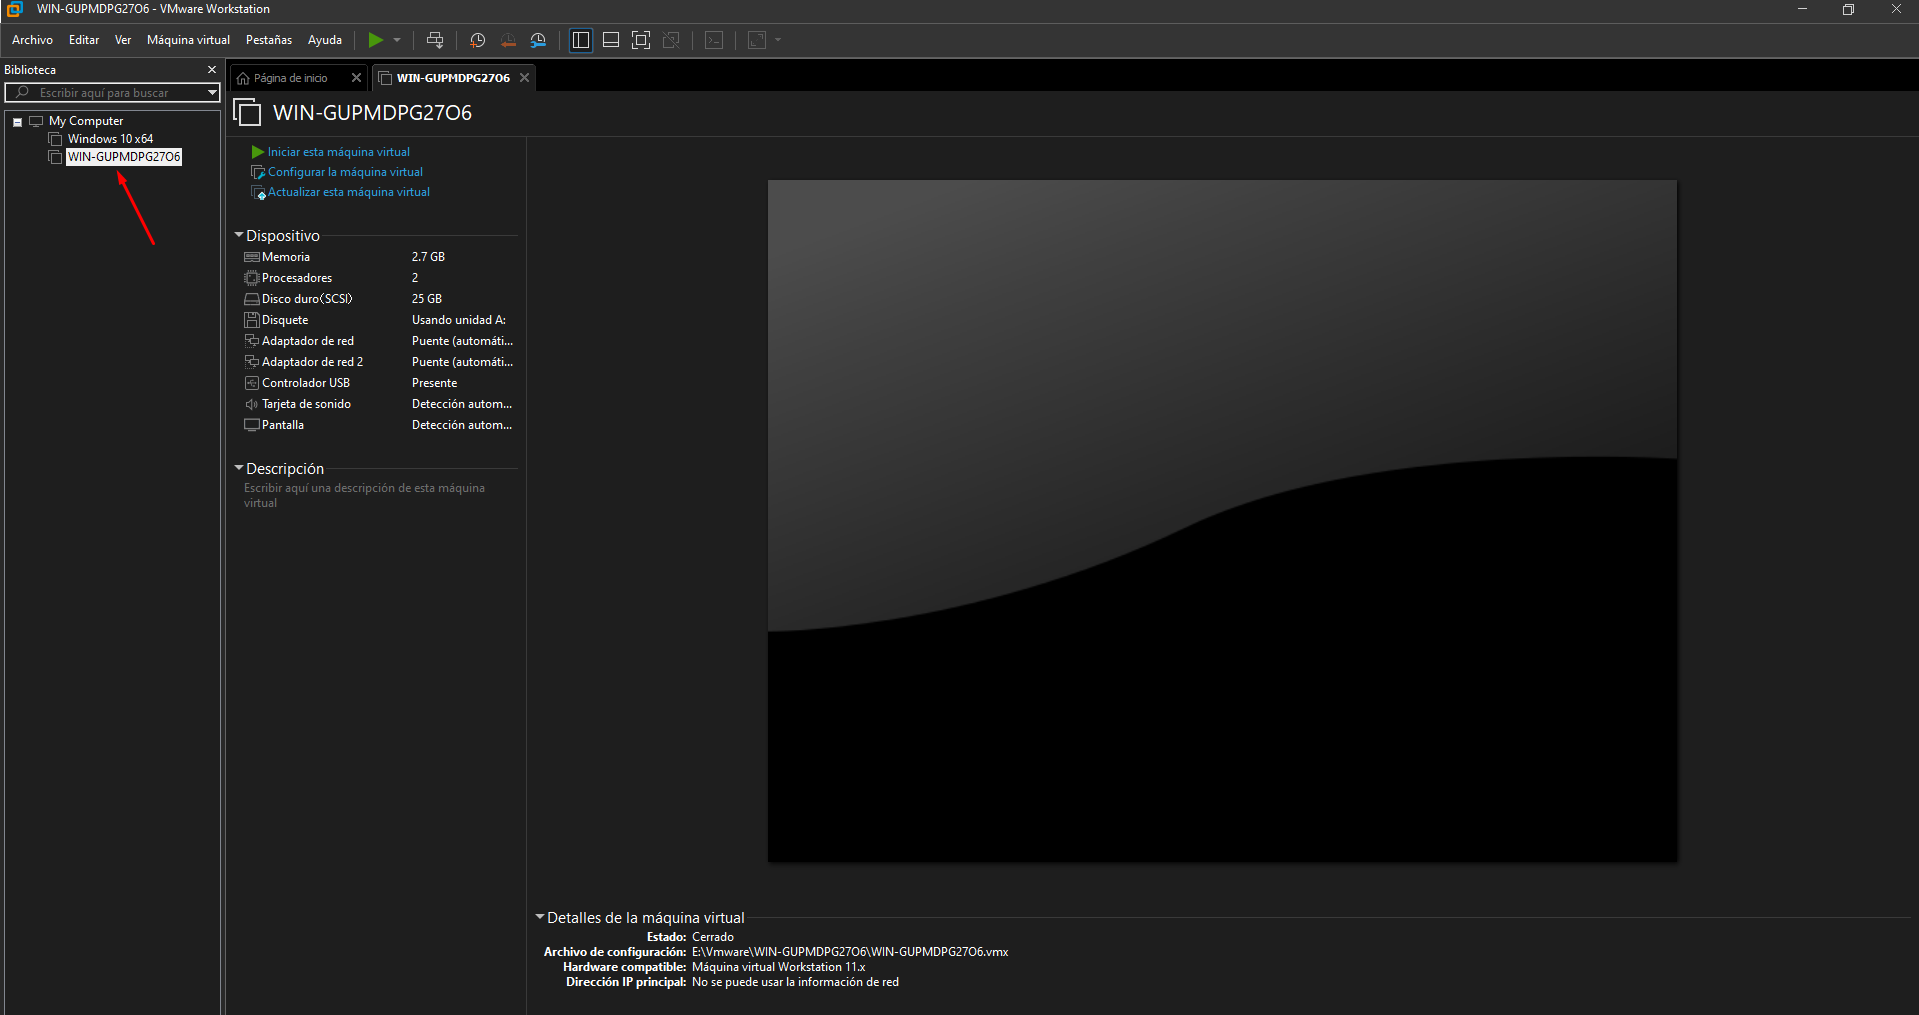 WIN-GUPMDPG27O6 - VMware Workstation
Archivo Editar Ver Máquina virtual Pestañas Ayuda
Biblioteca
Escribir aquí para buscar
My Computer
Windows 10 x64
WIN-GUPMDPG27O6
Página de inicio
WIN-GUPMDPG27O6
WIN-GUPMDPG27O6
Iniciar esta máquina virtual
Configurar la máquina virtual
Actualizar esta máquina virtual
Dispositivo
Memoria 2.7 GB
Procesadores 2
Disco duro(SCSI) 25 GB
Disquete Usando unidad A:
Adaptador de red Puente (automáti...
Adaptador de red 2 Puente (automáti...
Controlador USB Presente
Tarjeta de sonido Detección autom...
Pantalla Detección autom...
Descripción
Escribir aquí una descripción de esta máquina
virtual
Detalles de la máquina virtual
Estado: Cerrado
Archivo de configuración: E:\Vmware\WIN-GUPMDPG27O6\WIN-GUPMDPG27O6.vmx
Hardware compatible: Máquina virtual Workstation 11.x
Dirección IP principal: No se puede usar la información de red